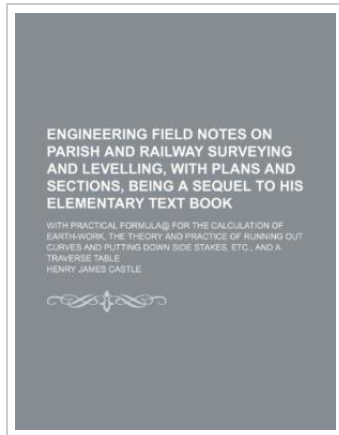 ENGINEERING FIELD NOTES ON
PARISH AND RAILWAY SURVEYING
AND LEVELLING, WITH PLANS AND
SECTIONS, BEING A SEQUEL TO HIS
ELEMENTARY TEXT BOOK
WITH PRACTICAL FORMULA@ FOR THE CALCULATION OF
EARTH-WORK, THE THEORY AND PRACTICE OF RUNNING OUT
CURVES AND PUTTING DOWN SIDE STAKES, ETC., AND A
TRAVERSE TABLE
HENRY JAMES CASTLE